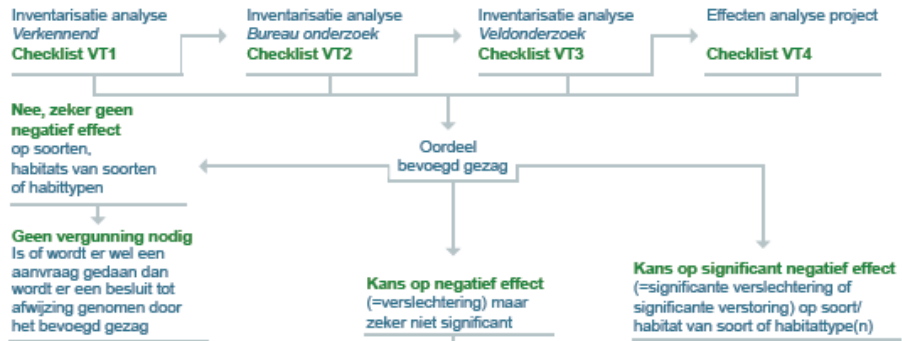 Inventarisatie analyse
Verkennend
Checklist VT1
Inventarisatie analyse
Bureau onderzoek
Checklist VT2
Inventarisatie analyse
Veldonderzoek
Checklist VT3
Effecten analyse project
Checklist VT4
Nee, zeker geen
negatief effect
op soorten,
habitats van soorten
of habittypen
Oordeel
bevoegd gezag
Geen vergunning nodig
Is of wordt er wel een
aanvraag gedaan dan
wordt er een besluit tot
afwijzing genomen door
het bevoegd gezag
Kans op negatief effect
(=verslechtering) maar
zeker niet significant
Kans op significant negatief effect
(=significante verslechtering of
significante verstoring) op soort/
habitat van soort of habitattype(n)